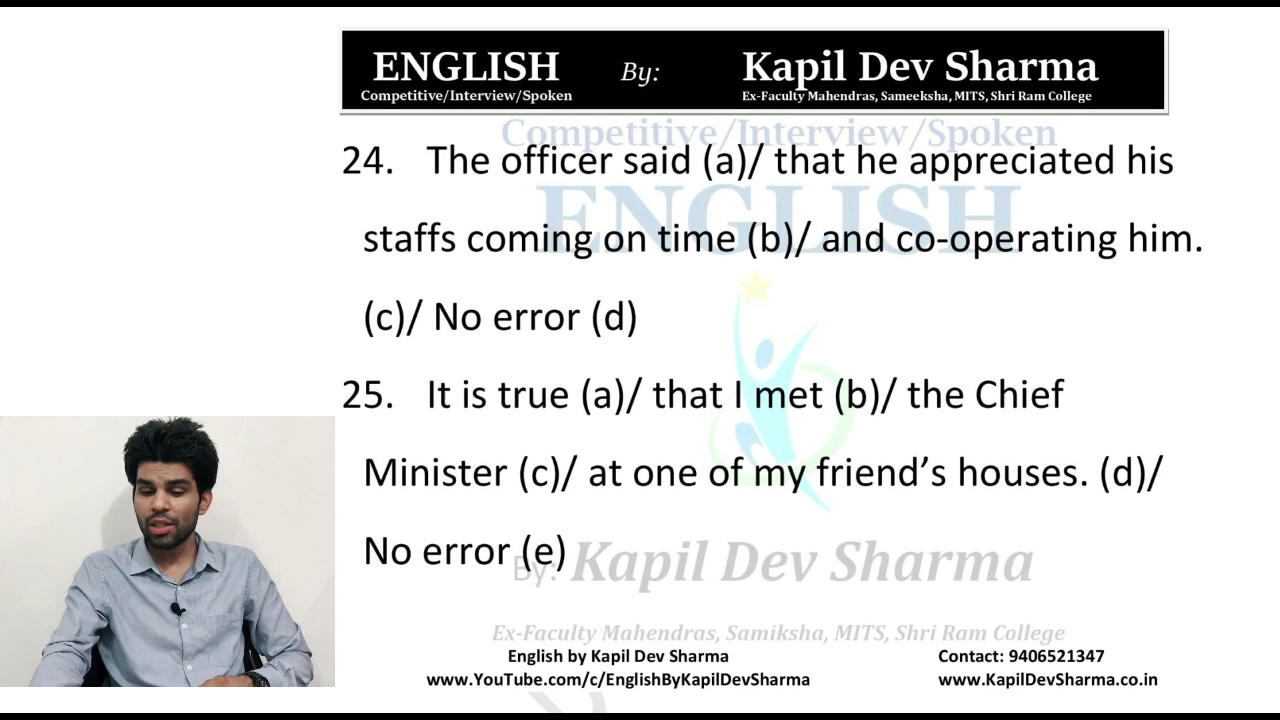 ENGLISH By: Kapil Dev Sharma
Competitive/Interview/Spoken Ex-Faculty Mahendras, Sameeksha, MITS, Shri Ram College
Competitive/Interview/Spoken
ENGLISH
24. The officer said (a)/ that he appreciated his
staffs coming on time (b)/ and co-operating him.
(c)/ No error (d)
25. It is true (a)/ that I met (b)/ the Chief
Minister (c)/ at one of my friend’s houses. (d)/
No error (e)
By: Kapil Dev Sharma
Ex-Faculty Mahendras, Samiksha, MITS, Shri Ram College
English by Kapil Dev Sharma Contact: 9406521347
www.YouTube.com/c/EnglishByKapilDevSharma www.KapilDevSharma.co.in